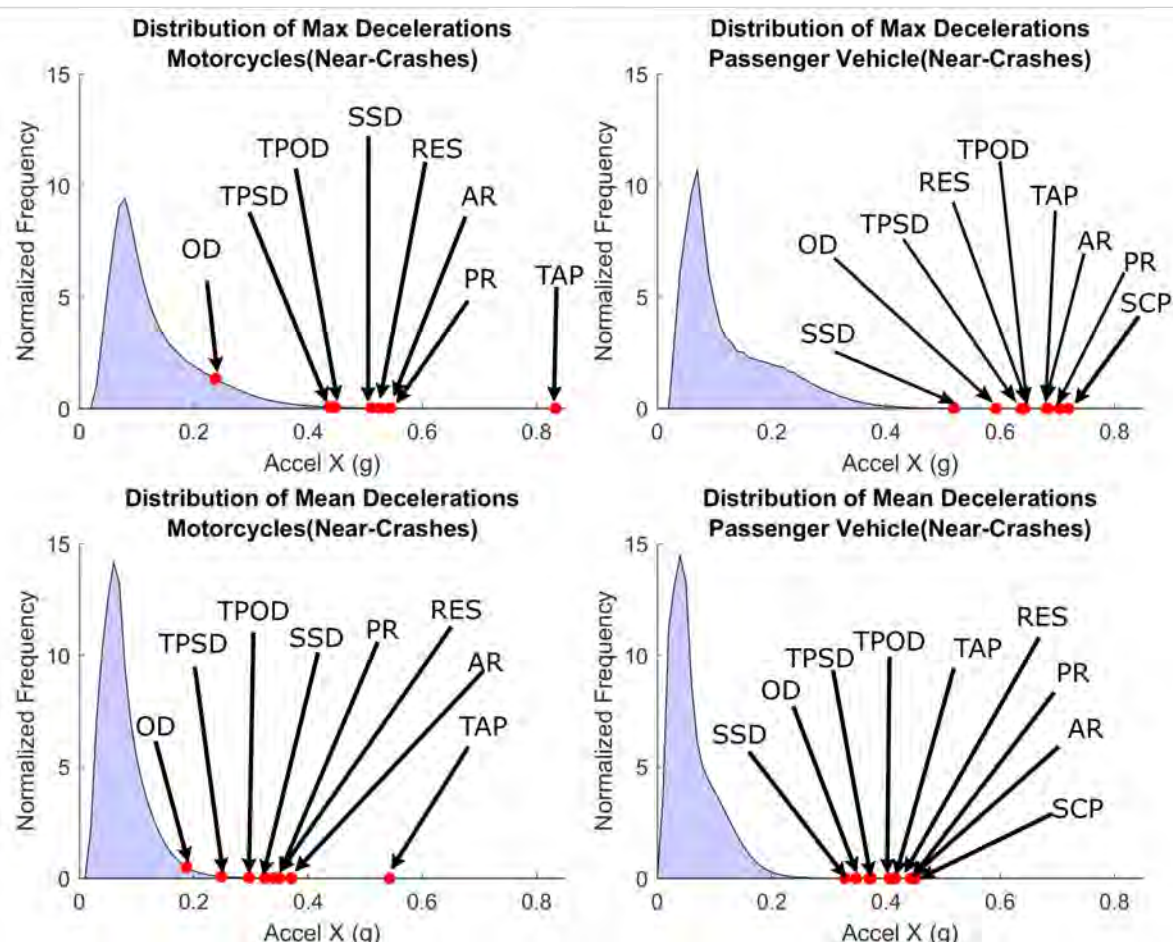 Distribution of Max Decelerations
Motorcycles(Near-Crashes)
15
10
5
0
Normalized Frequency
OD
TPSD
TPOD
SSD
RES
AR
PR
TAP
0 0.2 0.4 0.6 0.8
Accel X (g)
Distribution of Max Decelerations
Passenger Vehicle(Near-Crashes)
15
10
5
0
Normalized Frequency
SSD
OD
TPSD
RES
TPOD
TAP
AR
PR
SCP
0 0.2 0.4 0.6 0.8
Accel X (g)
Distribution of Mean Decelerations
Motorcycles(Near-Crashes)
15
10
5
0
Normalized Frequency
OD
TPSD
TPOD
SSD
PR
RES
AR
TAP
0 0.2 0.4 0.6 0.8
Accel X (g)
Distribution of Mean Decelerations
Passenger Vehicle(Near-Crashes)
15
10
5
0
Normalized Frequency
SSD
OD
TPSD
TPOD
TAP
RES
PR
AR
SCP
0 0.2 0.4 0.6 0.8
Accel X (g)